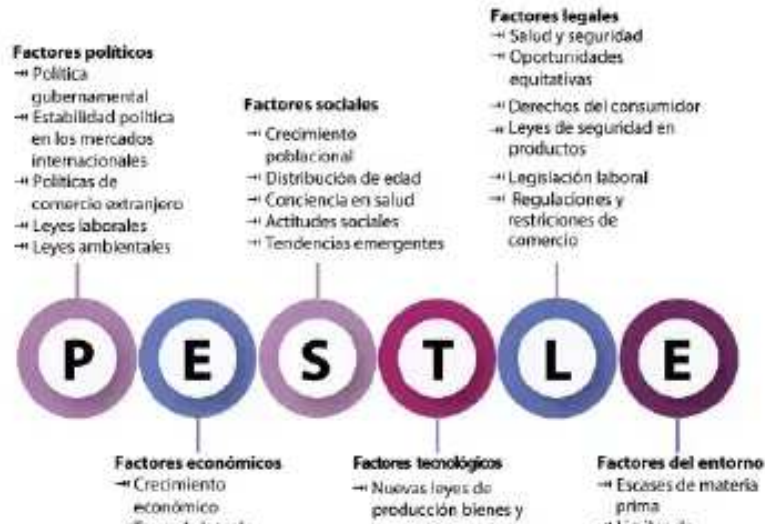 Factores políticos
→ Política
gubernamental
→ Estabilidad política
en los mercados
internacionales
→ Políticas de
comercio extranjero
→ Leyes laborales
→ Leyes ambientales
Factores sociales
→ Crecimiento
poblacional
→ Distribución de edad
→ Conciencia en salud
→ Actitudes sociales
→ Tendencias emergentes
Factores legales
→ Salud y seguridad
→ Oportunidades
equitativas
→ Derechos del consumidor
→ Leyes de seguridad en
productos
→ Legislación laboral
→ Regulaciones y
restriciones de
comercio
P E S T L E
Factores económicos
→ Crecimiento
económico
Factores tecnológicos
→ Nuevas leyes de
producción bienes y
Factores del entorno
→ Escases de materia
prima